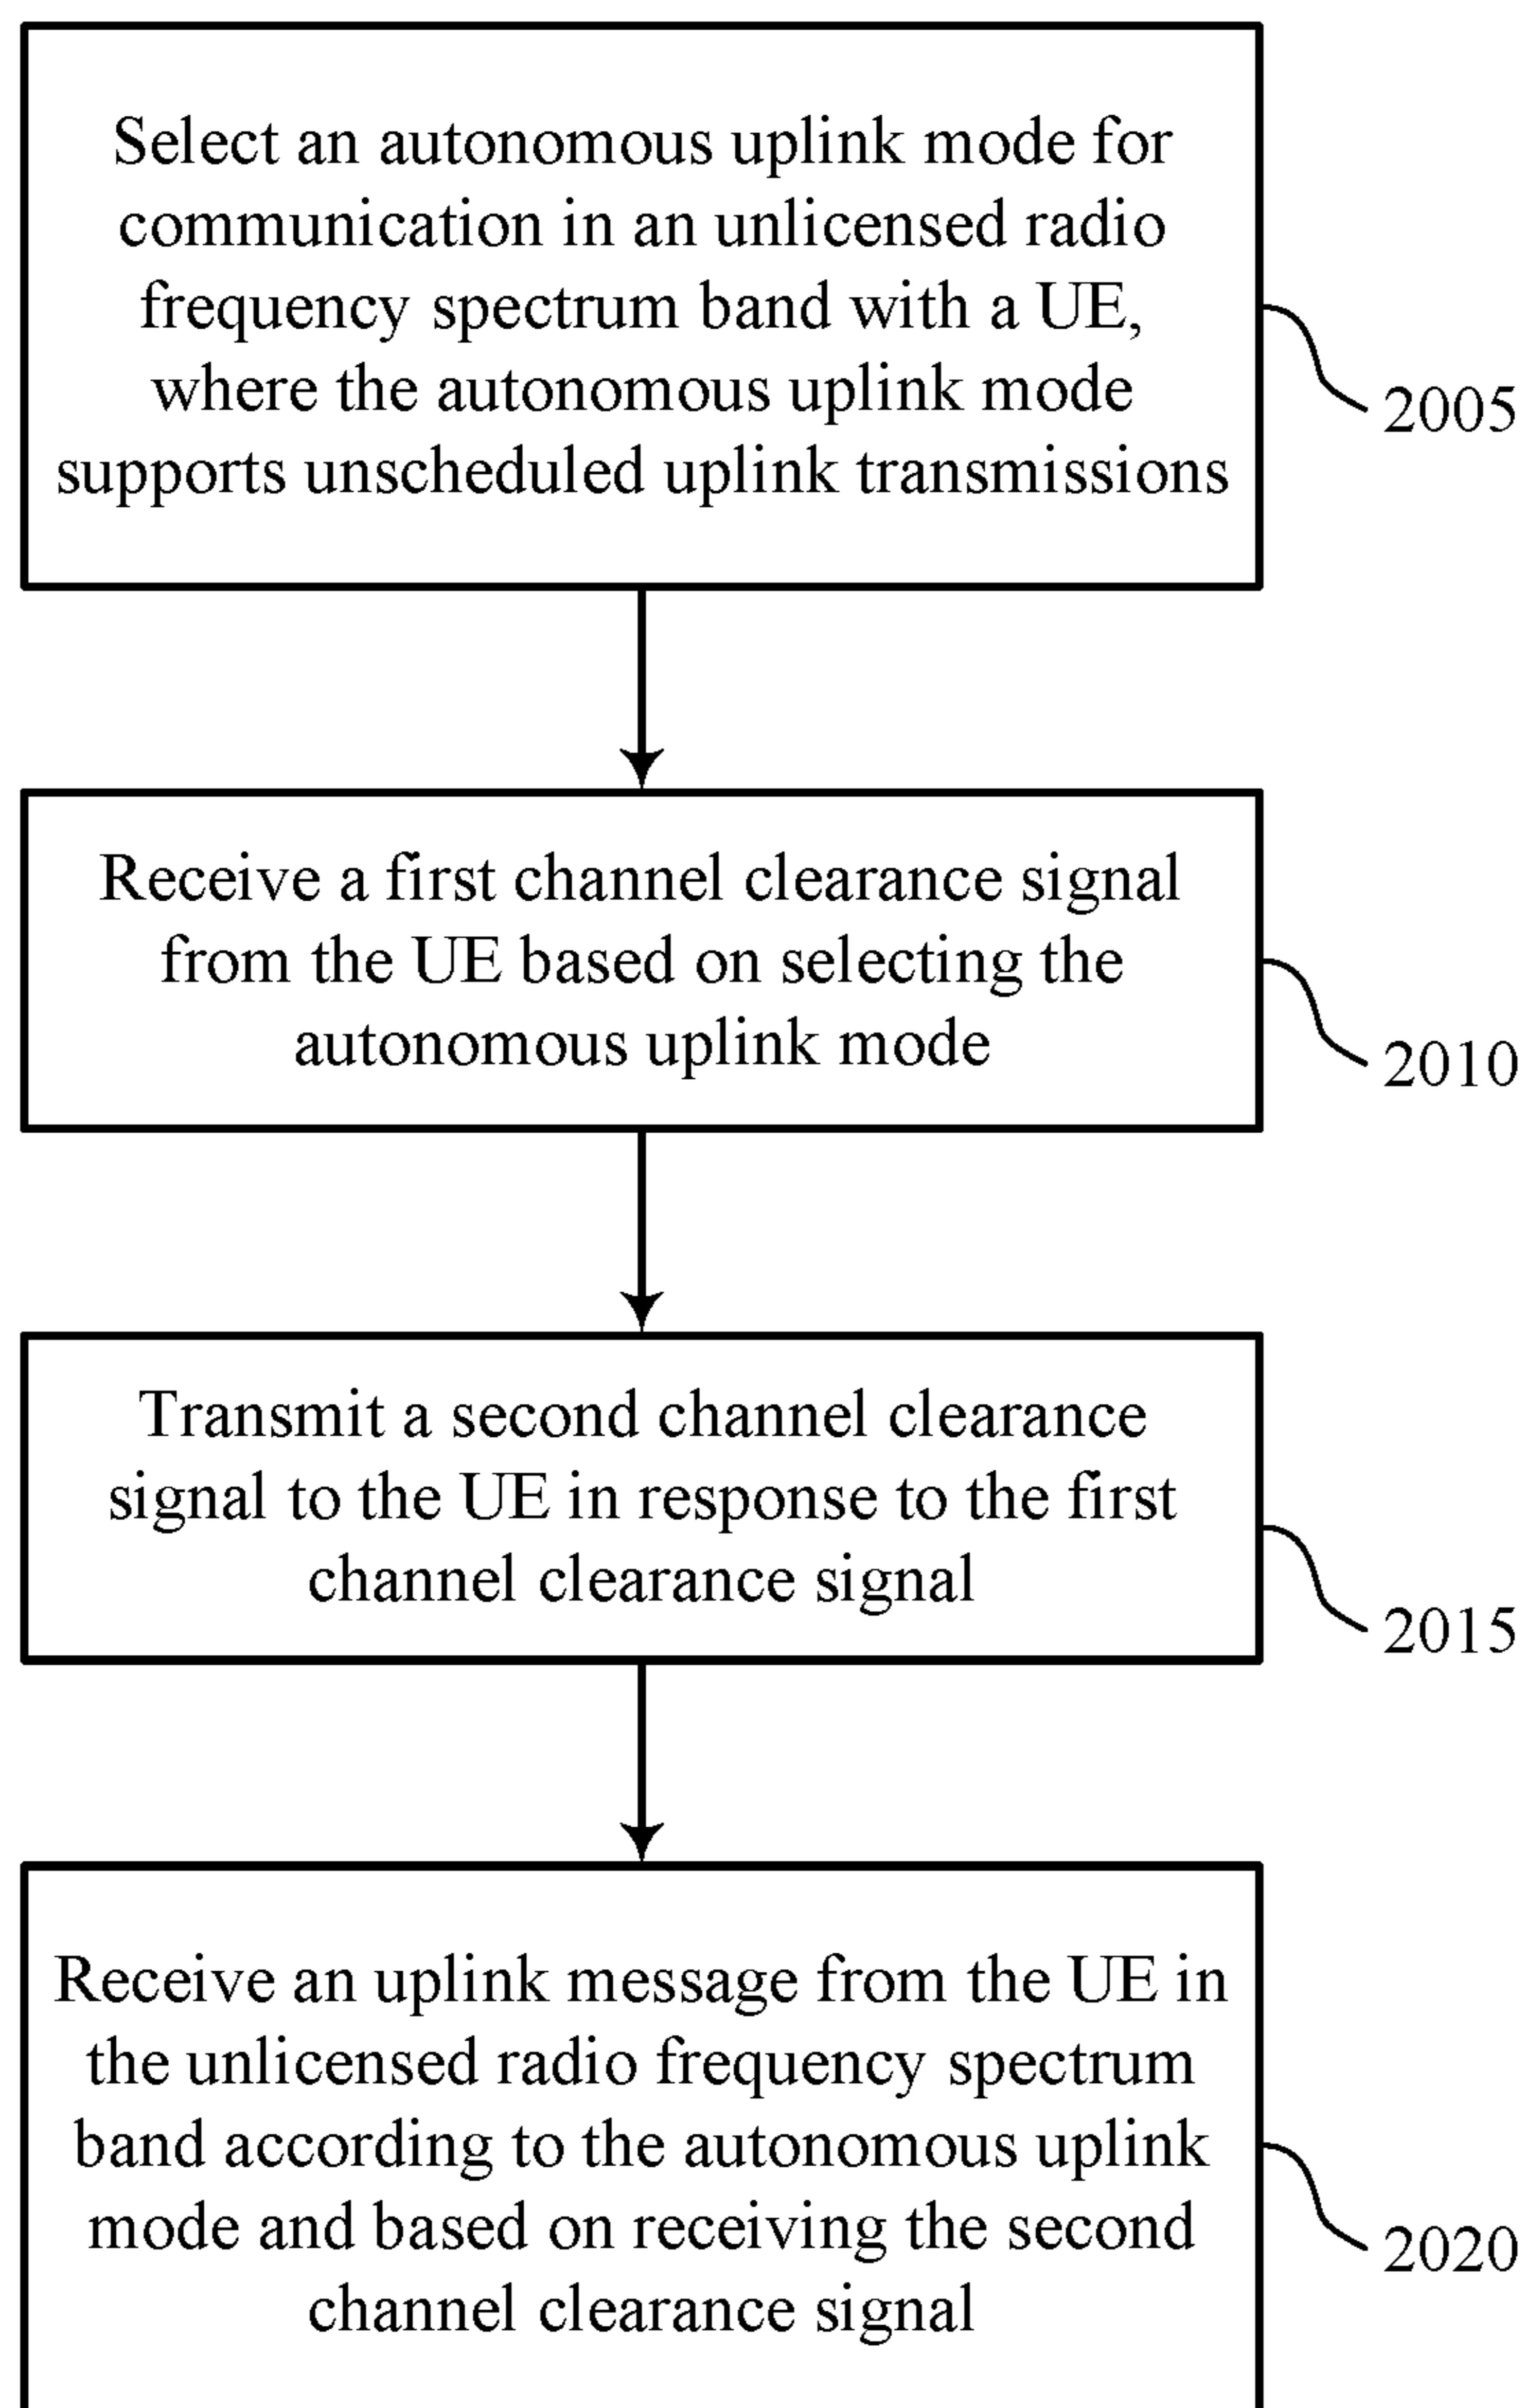 Select an autonomous uplink mode for
communication in an unlicensed radio
frequency spectrum band with a UE,
where the autonomous uplink mode
supports unscheduled uplink transmissions
2005
Receive a first channel clearance signal
from the UE based on selecting the
autonomous uplink mode
2010
Transmit a second channel clearance
signal to the UE in response to the first
channel clearance signal
2015
Receive an uplink message from the UE in
the unlicensed radio frequency spectrum
band according to the autonomous uplink
mode and based on receiving the second
channel clearance signal
2020